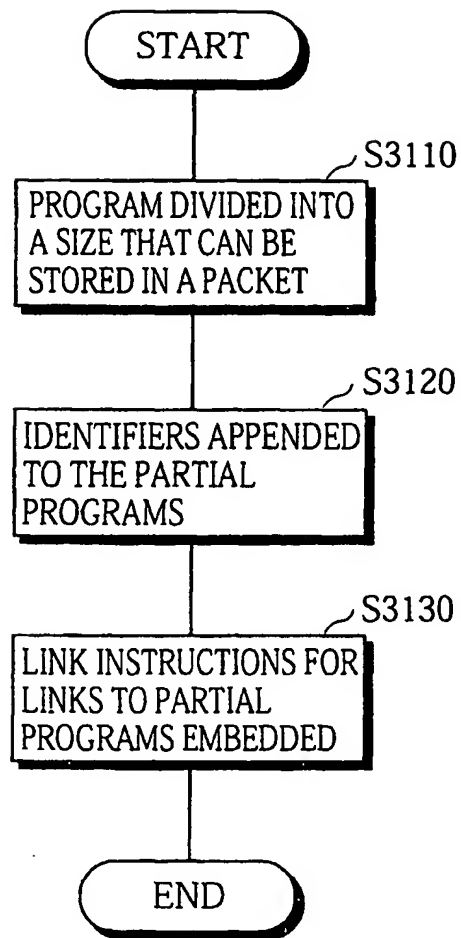 START
S3110
PROGRAM DIVIDED INTO
A SIZE THAT CAN BE
STORED IN A PACKET
S3120
IDENTIFIERS APPENDED
TO THE PARTIAL
PROGRAMS
S3130
LINK INSTRUCTIONS FOR
LINKS TO PARTIAL
PROGRAMS EMBEDDED
END